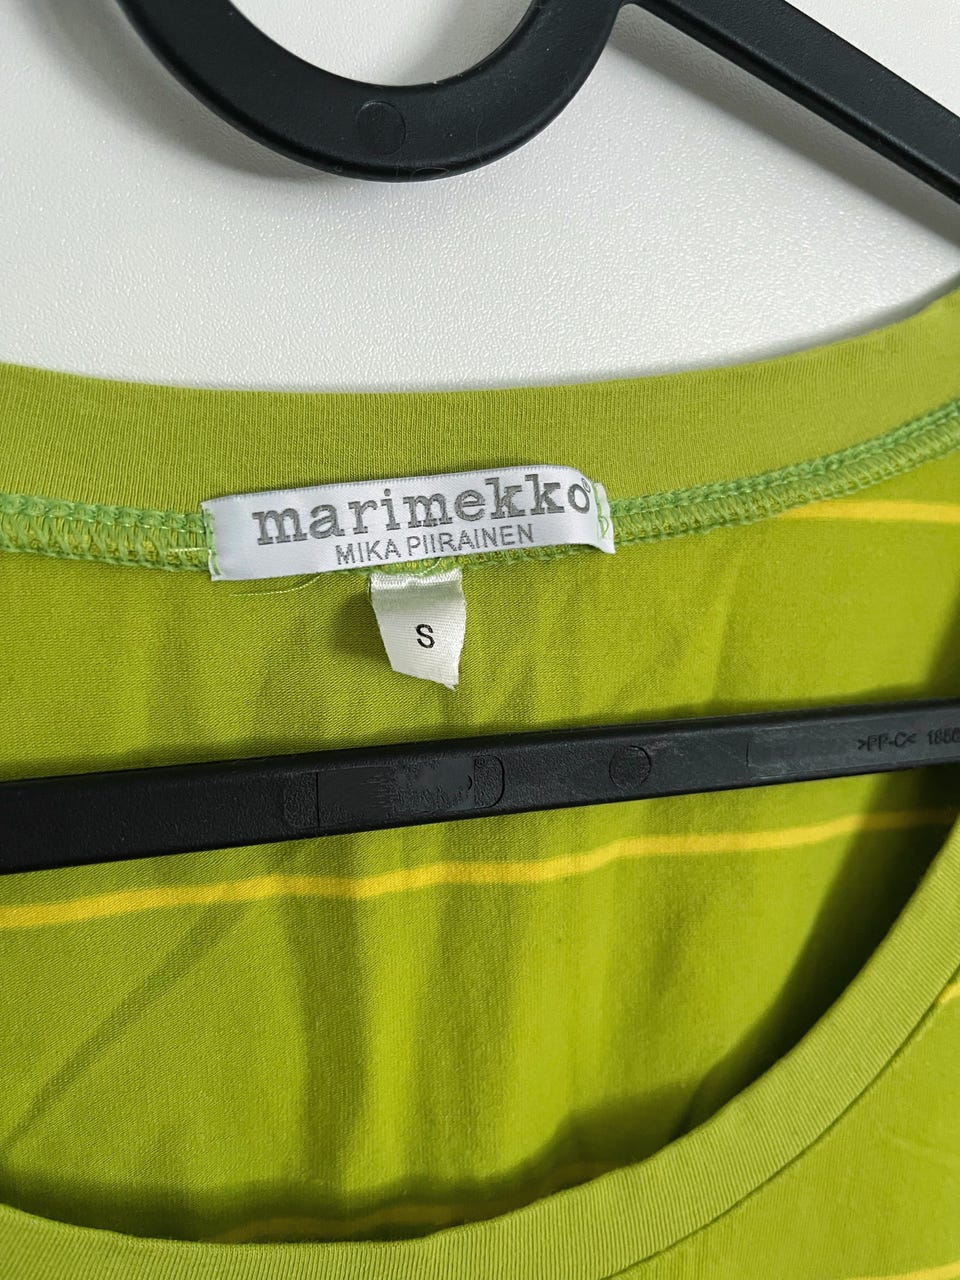 marimekko®
MIKA PIIRAINEN
S
>PP-C<